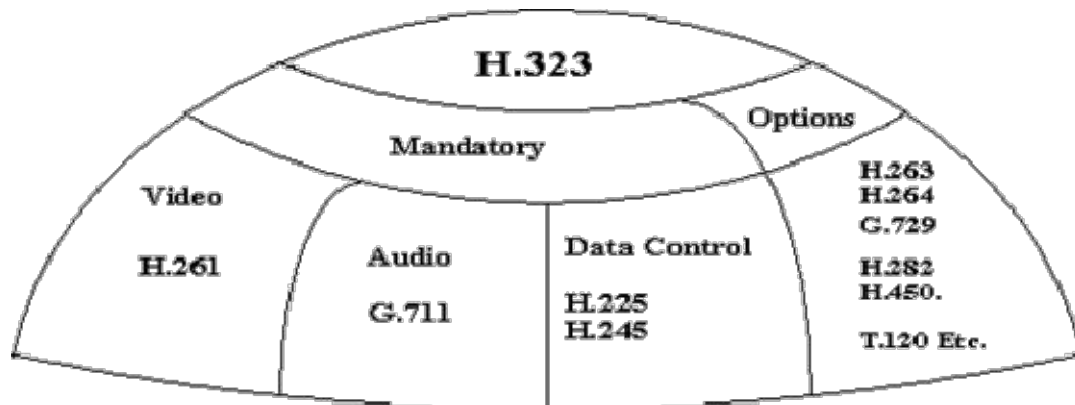 H.323
Mandatory
Options
Video
H.261
Audio
G.711
Data Control
H.225
H.245
H.263
H.264
G.729
H.282
H.450.
T.120 Etc.